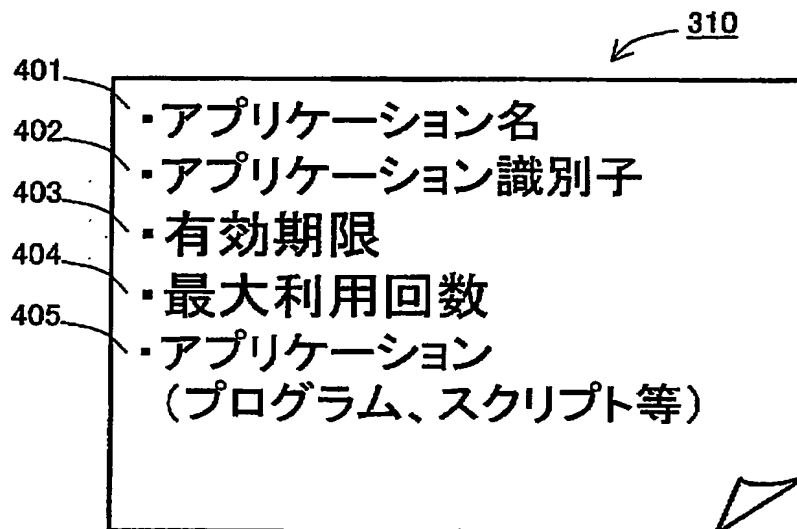 310
401
・アプリケーション名
402
・アプリケーション識別子
403
・有効期限
404
・最大利用回数
405
・アプリケーション
（プログラム、スクリプト等）